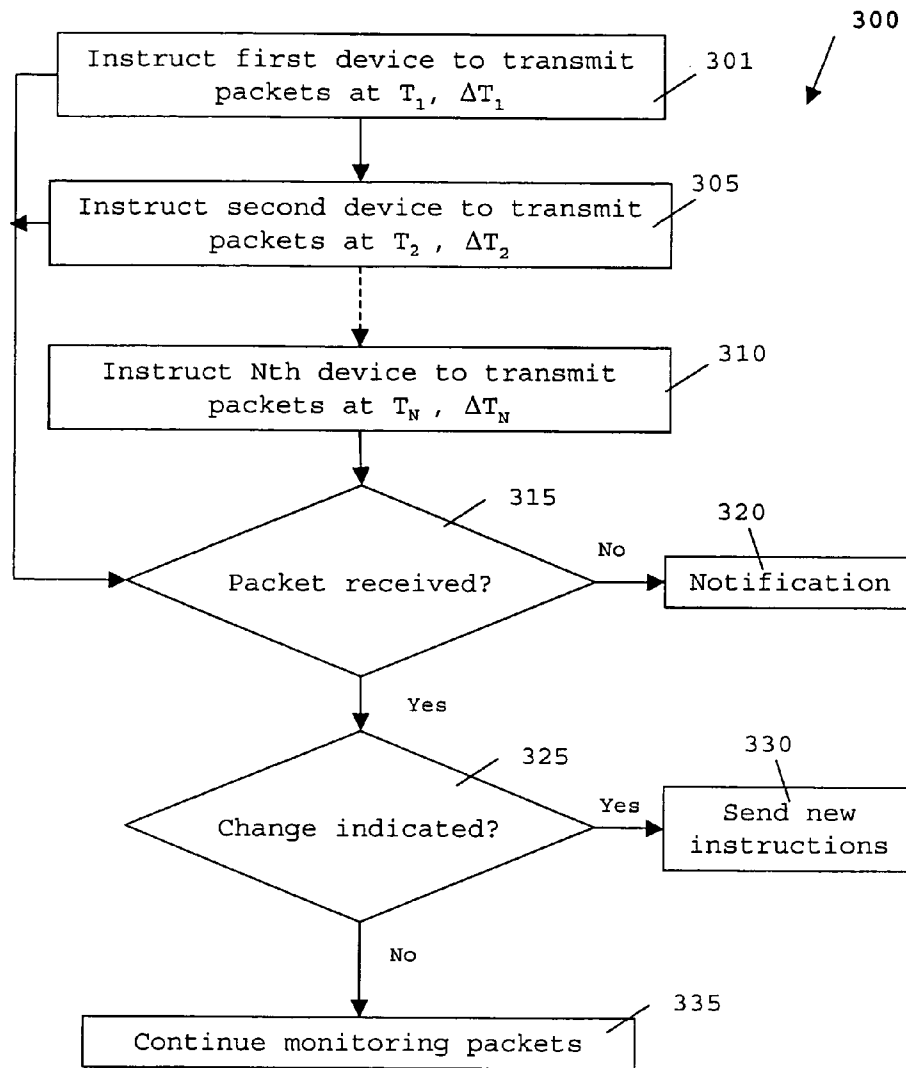 300
Instruct first device to transmit
packets at T₁, ΔT₁
301
305
Instruct second device to transmit
packets at T₂ , ΔT₂
310
Instruct Nth device to transmit
packets at T_N , ΔT_N
315
Packet received?
No
320
Notification
Yes
325
Change indicated?
Yes
330
Send new
instructions
No
335
Continue monitoring packets